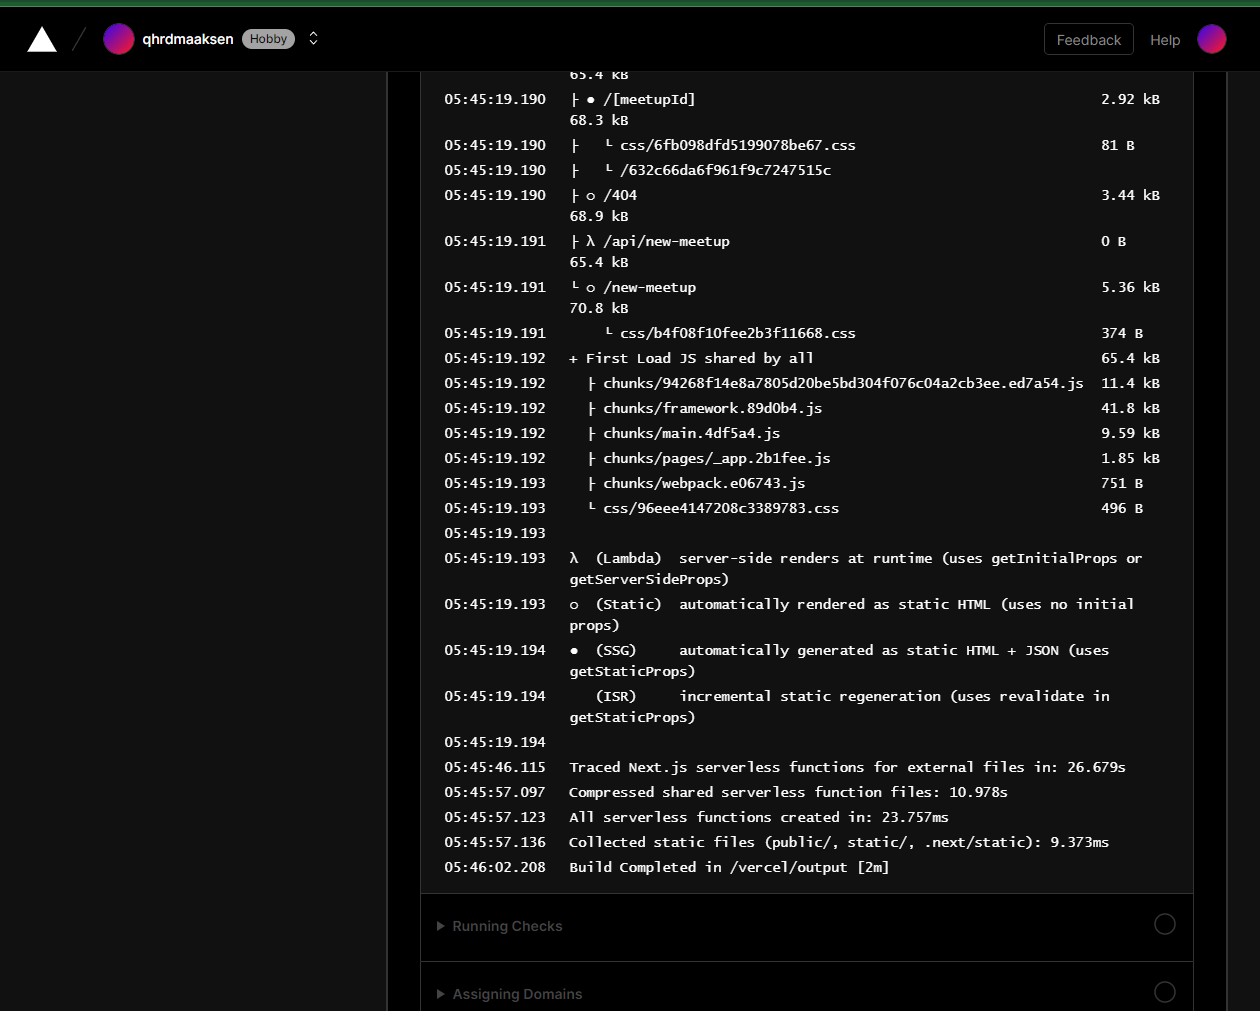 qhrdmaaksen Hobby Feedback Help
65.4 kB
05:45:19.190 ├ ● /[meetupId] 2.92 kB
68.3 kB
05:45:19.190 ├   └ css/6fb098dfd5199078be67.css 81 B
05:45:19.190 ├   └ /632c66da6f961f9c7247515c
05:45:19.190 ├ ○ /404 3.44 kB
68.9 kB
05:45:19.191 ├ λ /api/new-meetup 0 B
65.4 kB
05:45:19.191 └ ○ /new-meetup 5.36 kB
70.8 kB
05:45:19.191     └ css/b4f08f10fee2b3f11668.css 374 B
05:45:19.192 + First Load JS shared by all 65.4 kB
05:45:19.192   ├ chunks/94268f14e8a7805d20be5bd304f076c04a2cb3ee.ed7a54.js 11.4 kB
05:45:19.192   ├ chunks/framework.89d0b4.js 41.8 kB
05:45:19.192   ├ chunks/main.4df5a4.js 9.59 kB
05:45:19.192   ├ chunks/pages/_app.2b1fee.js 1.85 kB
05:45:19.193   ├ chunks/webpack.e06743.js 751 B
05:45:19.193   └ css/96eee4147208c3389783.css 496 B
05:45:19.193
05:45:19.193 λ  (Lambda)  server-side renders at runtime (uses getInitialProps or
getServerSideProps)
05:45:19.193 ○  (Static)  automatically rendered as static HTML (uses no initial
props)
05:45:19.194 ●  (SSG)     automatically generated as static HTML + JSON (uses
getStaticProps)
05:45:19.194    (ISR)     incremental static regeneration (uses revalidate in
getStaticProps)
05:45:19.194
05:45:46.115 Traced Next.js serverless functions for external files in: 26.679s
05:45:57.097 Compressed shared serverless function files: 10.978s
05:45:57.123 All serverless functions created in: 23.757ms
05:45:57.136 Collected static files (public/, static/, .next/static): 9.373ms
05:46:02.208 Build Completed in /vercel/output [2m]
Running Checks
Assigning Domains